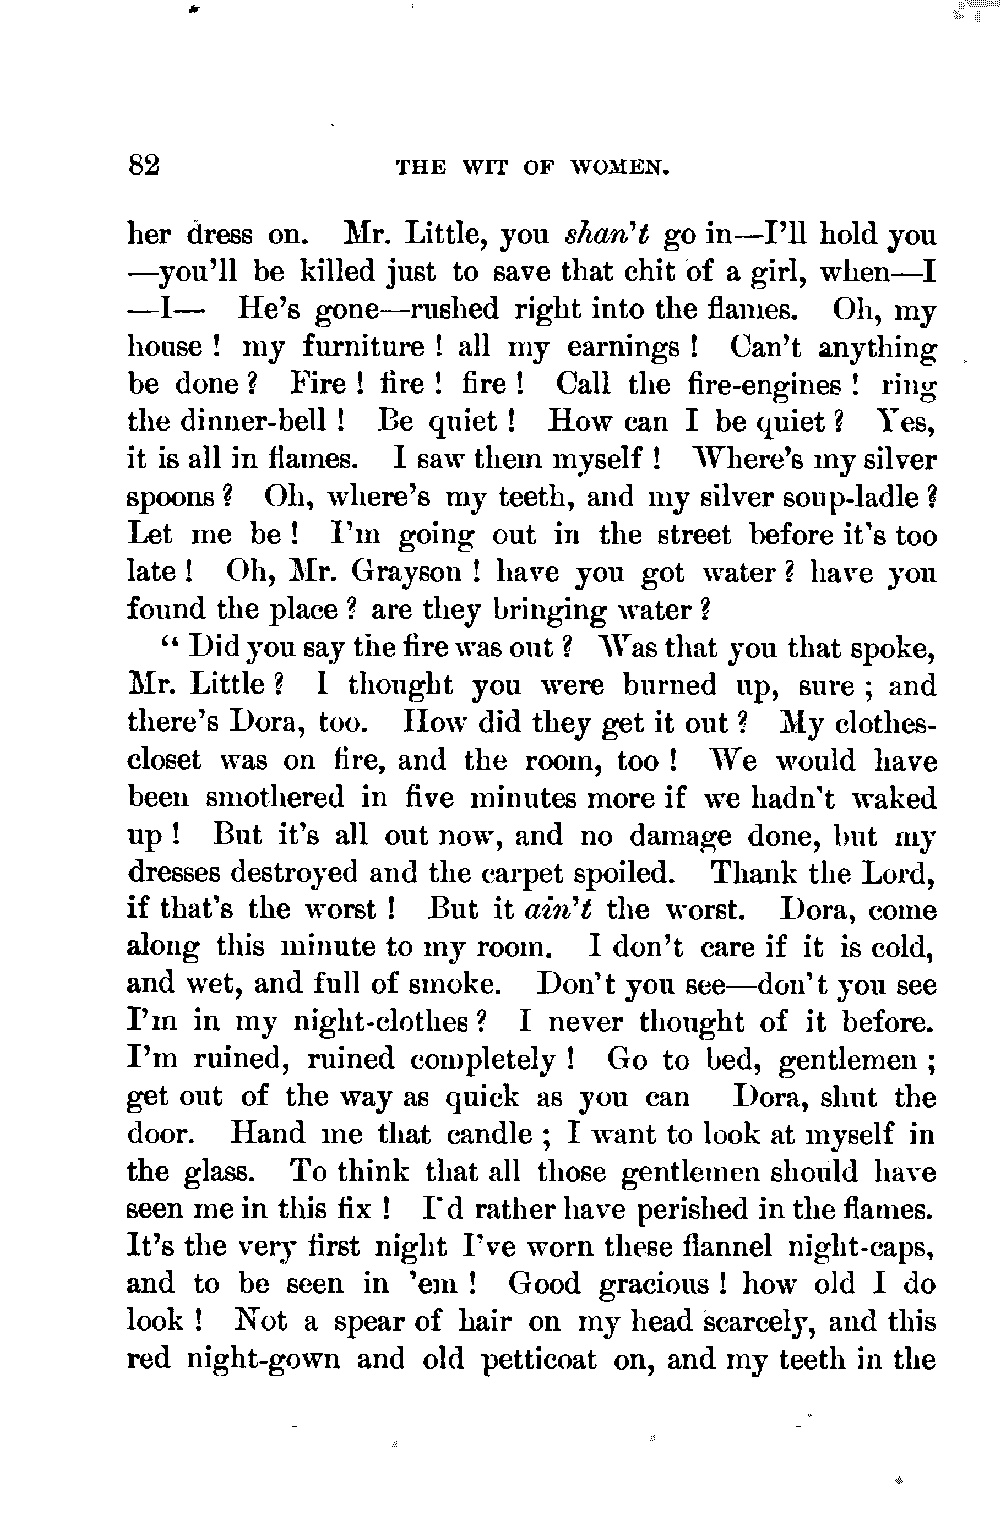 82 THE WIT OF WOMEN.
her dress on. Mr. Little, you shan't go in—I'll hold you
—you'll be killed just to save that chit of a girl, when—I
—I— He's gone—rushed right into the flames. Oh, my
house ! my furniture ! all my earnings ! Can't anything
be done ? Fire ! fire ! fire ! Call the fire-engines ! ring
the dinner-bell ! Be quiet ! How can I be quiet ? Yes,
it is all in flames. I saw them myself ! Where's my silver
spoons ? Oh, where's my teeth, and my silver soup-ladle ?
Let me be ! I'm going out in the street before it's too
late ! Oh, Mr. Grayson ! have you got water ? have you
found the place ? are they bringing water ?
“ Did you say the fire was out ? Was that you that spoke,
Mr. Little ? I thought you were burned up, sure ; and
there's Dora, too. How did they get it out ? My clothes-
closet was on fire, and the room, too ! We would have
been smothered in five minutes more if we hadn't waked
up ! But it's all out now, and no damage done, but my
dresses destroyed and the carpet spoiled. Thank the Lord,
if that's the worst ! But it ain't the worst. Dora, come
along this minute to my room. I don't care if it is cold,
and wet, and full of smoke. Don't you see—don't you see
I'm in my night-clothes ? I never thought of it before.
I'm ruined, ruined completely ! Go to bed, gentlemen ;
get out of the way as quick as you can Dora, shut the
door. Hand me that candle ; I want to look at myself in
the glass. To think that all those gentlemen should have
seen me in this fix ! I'd rather have perished in the flames.
It's the very first night I've worn these flannel night-caps,
and to be seen in 'em ! Good gracious ! how old I do
look ! Not a spear of hair on my head scarcely, and this
red night-gown and old petticoat on, and my teeth in the